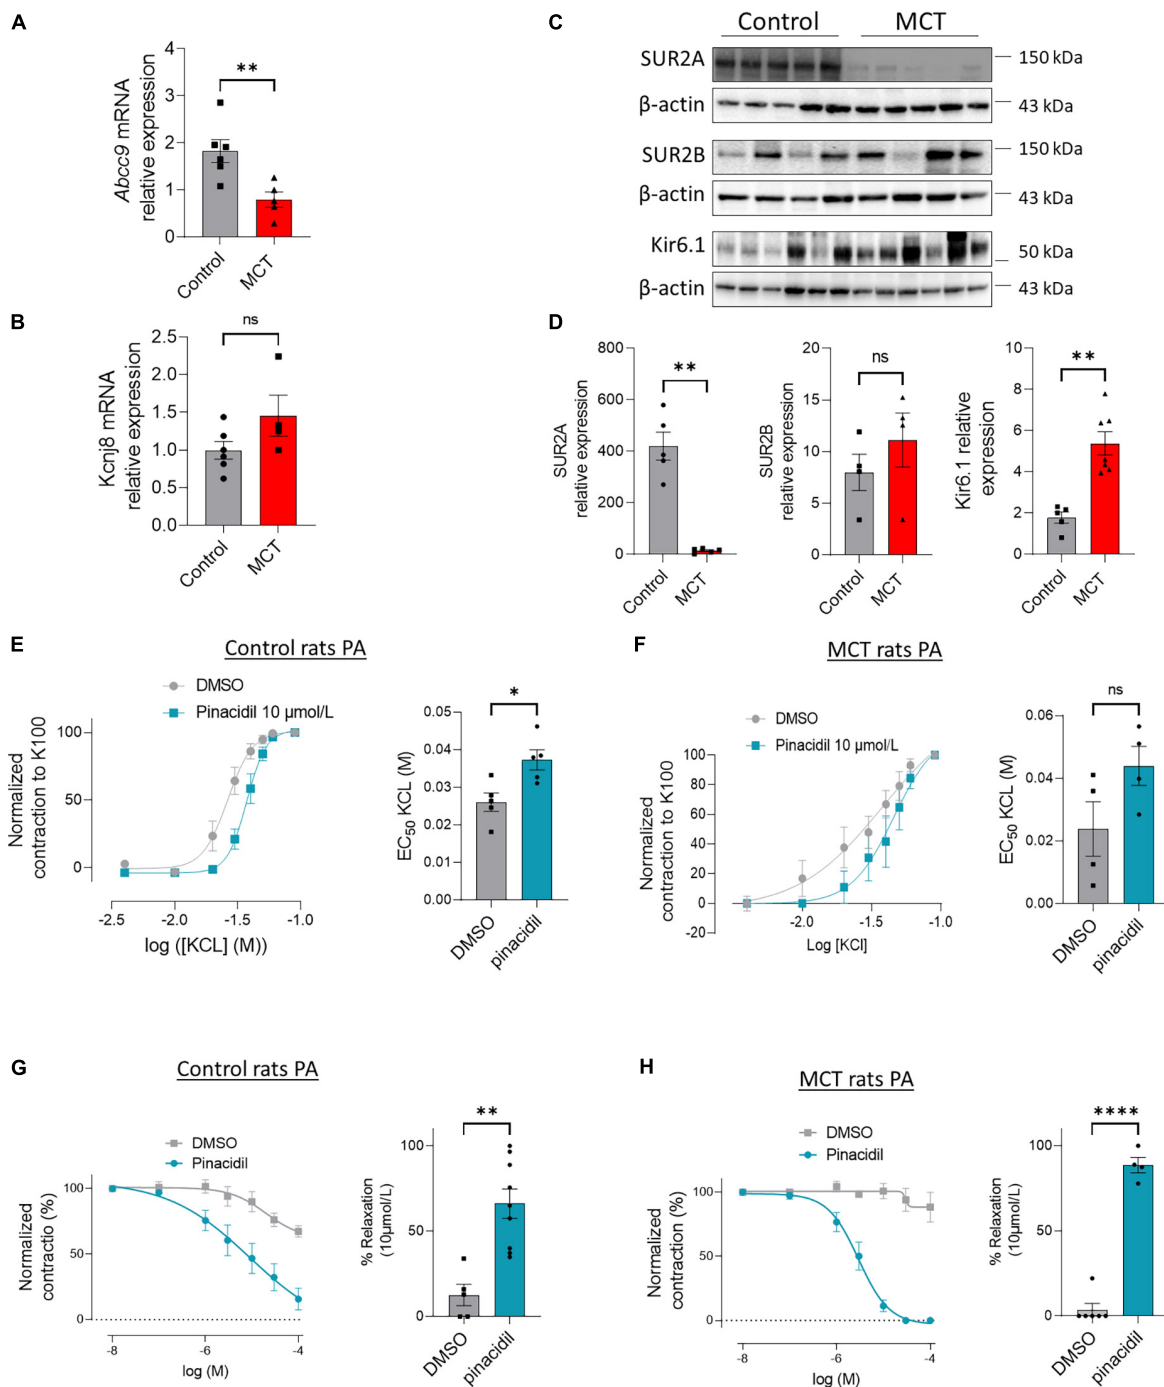 A
Abcc9 mRNA
relative expression
4
3
2
1
0
**
Control
MCT
B
Kcnj8 mRNA
relative expression
2.5
2.0
1.5
1.0
0.5
0.0
ns
Control
MCT
C
Control
MCT
SUR2A
150 kDa
β-actin
43 kDa
SUR2B
150 kDa
β-actin
43 kDa
Kir6.1
50 kDa
β-actin
43 kDa
D
SUR2A
relative expression
800
600
400
200
0
**
Control
MCT
SUR2B
relative expression
20
15
10
5
0
ns
Control
MCT
Kir6.1 relative
expression
10
8
6
4
2
0
**
Control
MCT
E
Control rats PA
DMSO
Pinacidil 10 µmol/L
Normalized
contraction to K100
100
50
0
-2.5
-2.0
-1.5
-1.0
log ([KCL] (M))
EC50 KCL (M)
0.05
0.04
0.03
0.02
0.01
0.00
*
DMSO
pinacidil
F
MCT rats PA
DMSO
Pinacidil 10 µmol/L
Normalized
contraction to K100
100
80
60
40
20
0
-20
-2.0
-1.5
-1.0
Log [KCl]
EC50 KCL (M)
0.06
0.04
0.02
0.00
ns
DMSO
pinacidil
G
Control rats PA
DMSO
Pinacidil
Normalized
contractio (%)
100
50
0
-8
-6
-4
log (M)
% Relaxation
(10µmol/L)
100
50
0
**
DMSO
pinacidil
H
MCT rats PA
DMSO
Pinacidil
Normalized
contraction (%)
100
50
0
-8
-6
-4
log (M)
% Relaxation
(10µmol/L)
100
50
0
****
DMSO
pinacidil